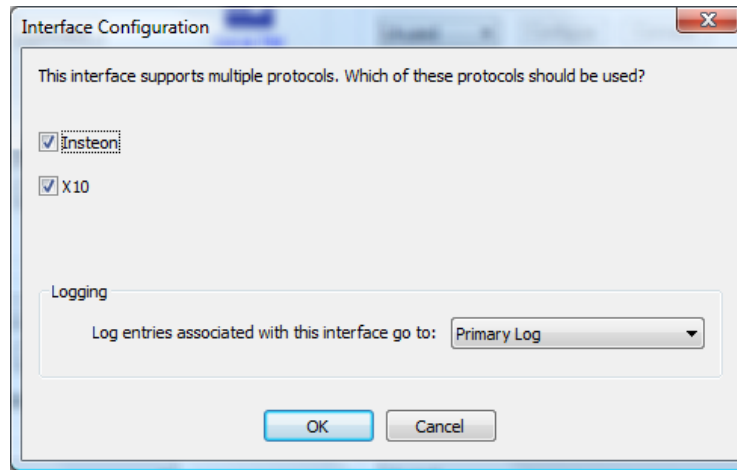 Interface Configuration
This interface supports multiple protocols. Which of these protocols should be used?
Insteon
X10
Logging
Log entries associated with this interface go to: Primary Log
OK Cancel